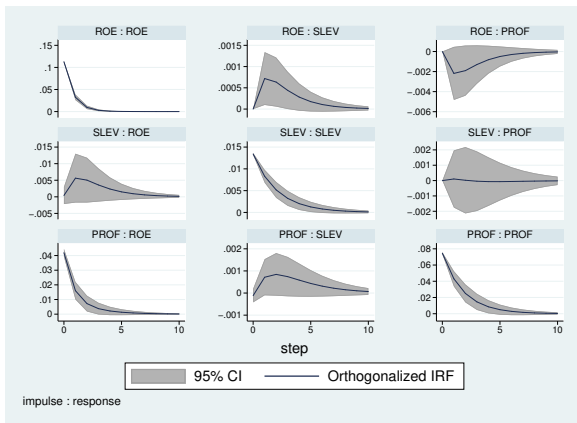 ROE : ROE
ROE : SLEV
ROE : PROF
.15
.1
.05
0
.0015
.001
.0005
0
0
-.002
-.004
-.006
SLEV : ROE
SLEV : SLEV
SLEV : PROF
.015
.01
.005
0
-.005
.015
.01
.005
0
.002
.001
0
-.001
-.002
PROF : ROE
PROF : SLEV
PROF : PROF
.04
.03
.02
.01
0
.002
.001
0
-.001
.08
.06
.04
.02
0
0 5 10
0 5 10
0 5 10
step
95% CI
Orthogonalized IRF
impulse : response